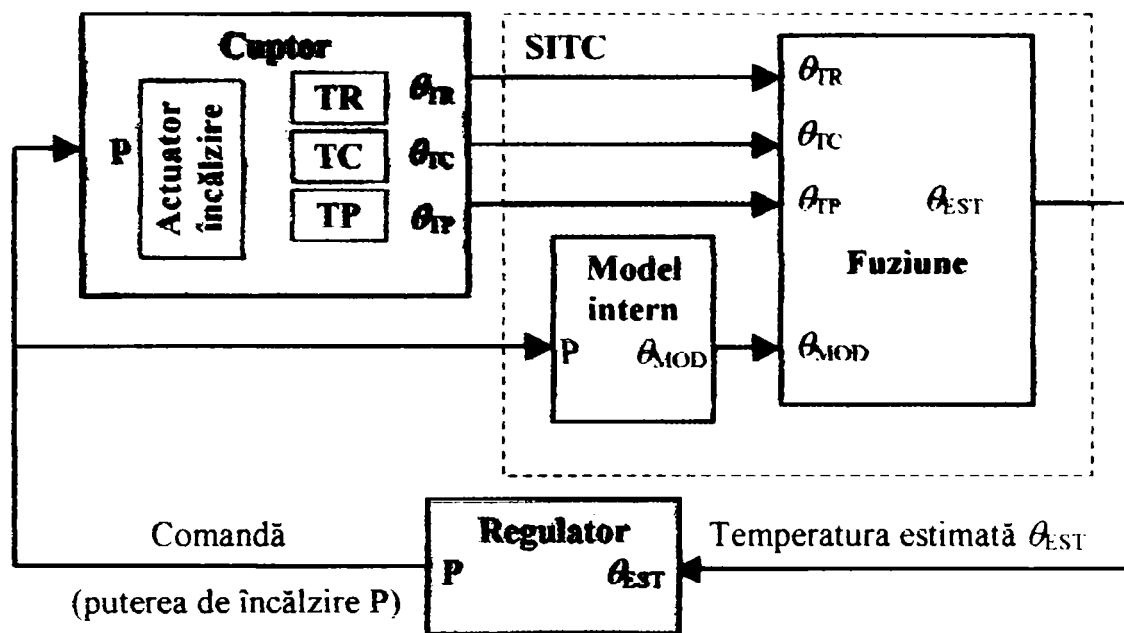 Cuptor
P
Actuator
încălzire
TR
TC
TP
θTR
θTC
θTP
SITC
θTR
θTC
θTP
θEST
Fuziune
θMOD
Model
intern
P
θMOD
Comandă
(puterea de încălzire P)
Regulator
P
θEST
Temperatura estimată θEST